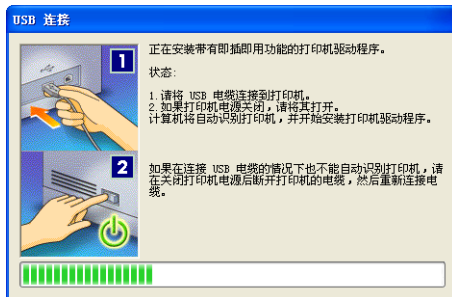 USB 连接
1
正在安装带有即插即用功能的打印机驱动程序。
状态:
1.请将 USB 电缆连接到打印机。
2.如果打印机电源关闭，请将其打开。
计算机将自动识别打印机，并开始安装打印机驱动程序。
2
如果在连接 USB 电缆的情况下也不能自动识别打印机，请
在关闭打印机电源后断开打印机的电缆，然后重新连接电
缆。